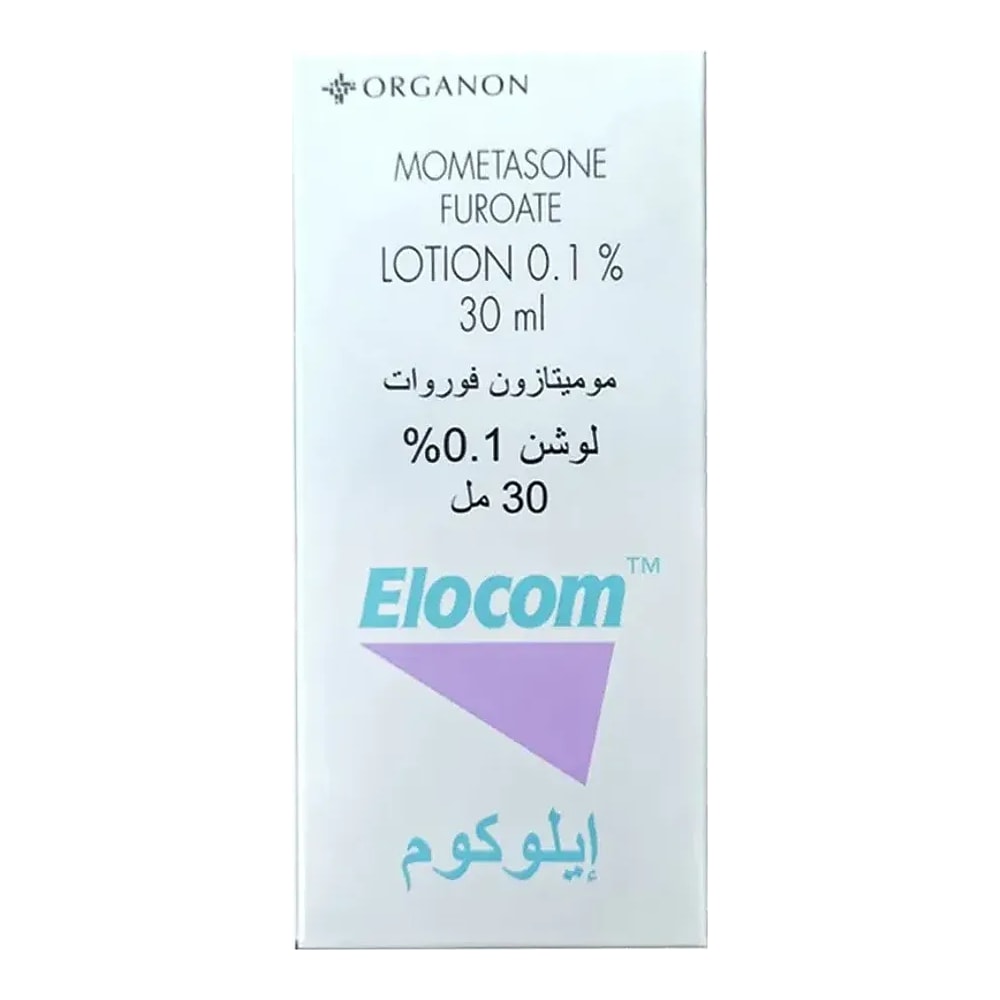 ORGANON
MOMETASONE
FUROATE
LOTION 0.1 %
30 ml
موميتازون فوروات
لوشن 0.1%
30 مل
Elocom™
إيلوكوم